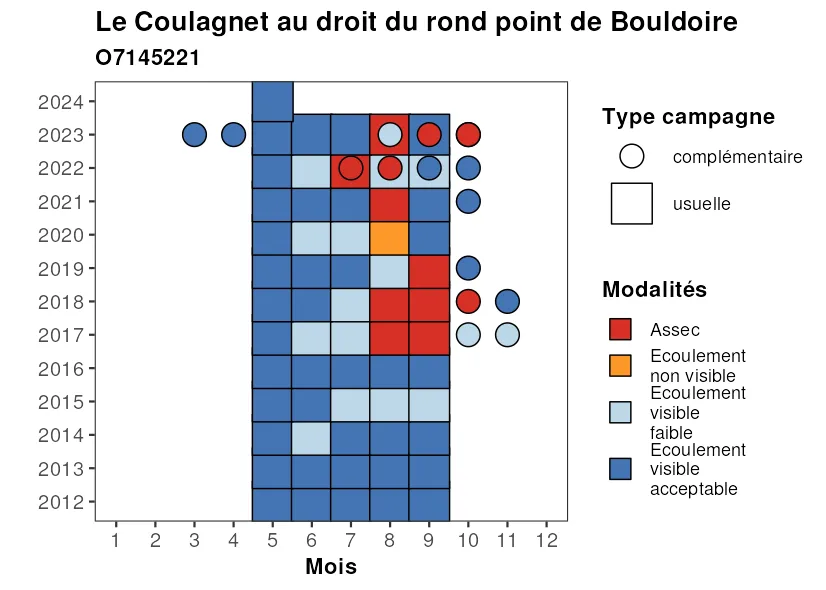 Le Coulagnet au droit du rond point de Bouldoire
O7145221
2024
2023
2022
2021
2020
2019
2018
2017
2016
2015
2014
2013
2012
1 2 3 4 5 6 7 8 9 10 11 12
Mois
Type campagne
complémentaire
usuelle
Modalités
Assec
Ecoulement
non visible
Ecoulement
visible
faible
Ecoulement
visible
acceptable